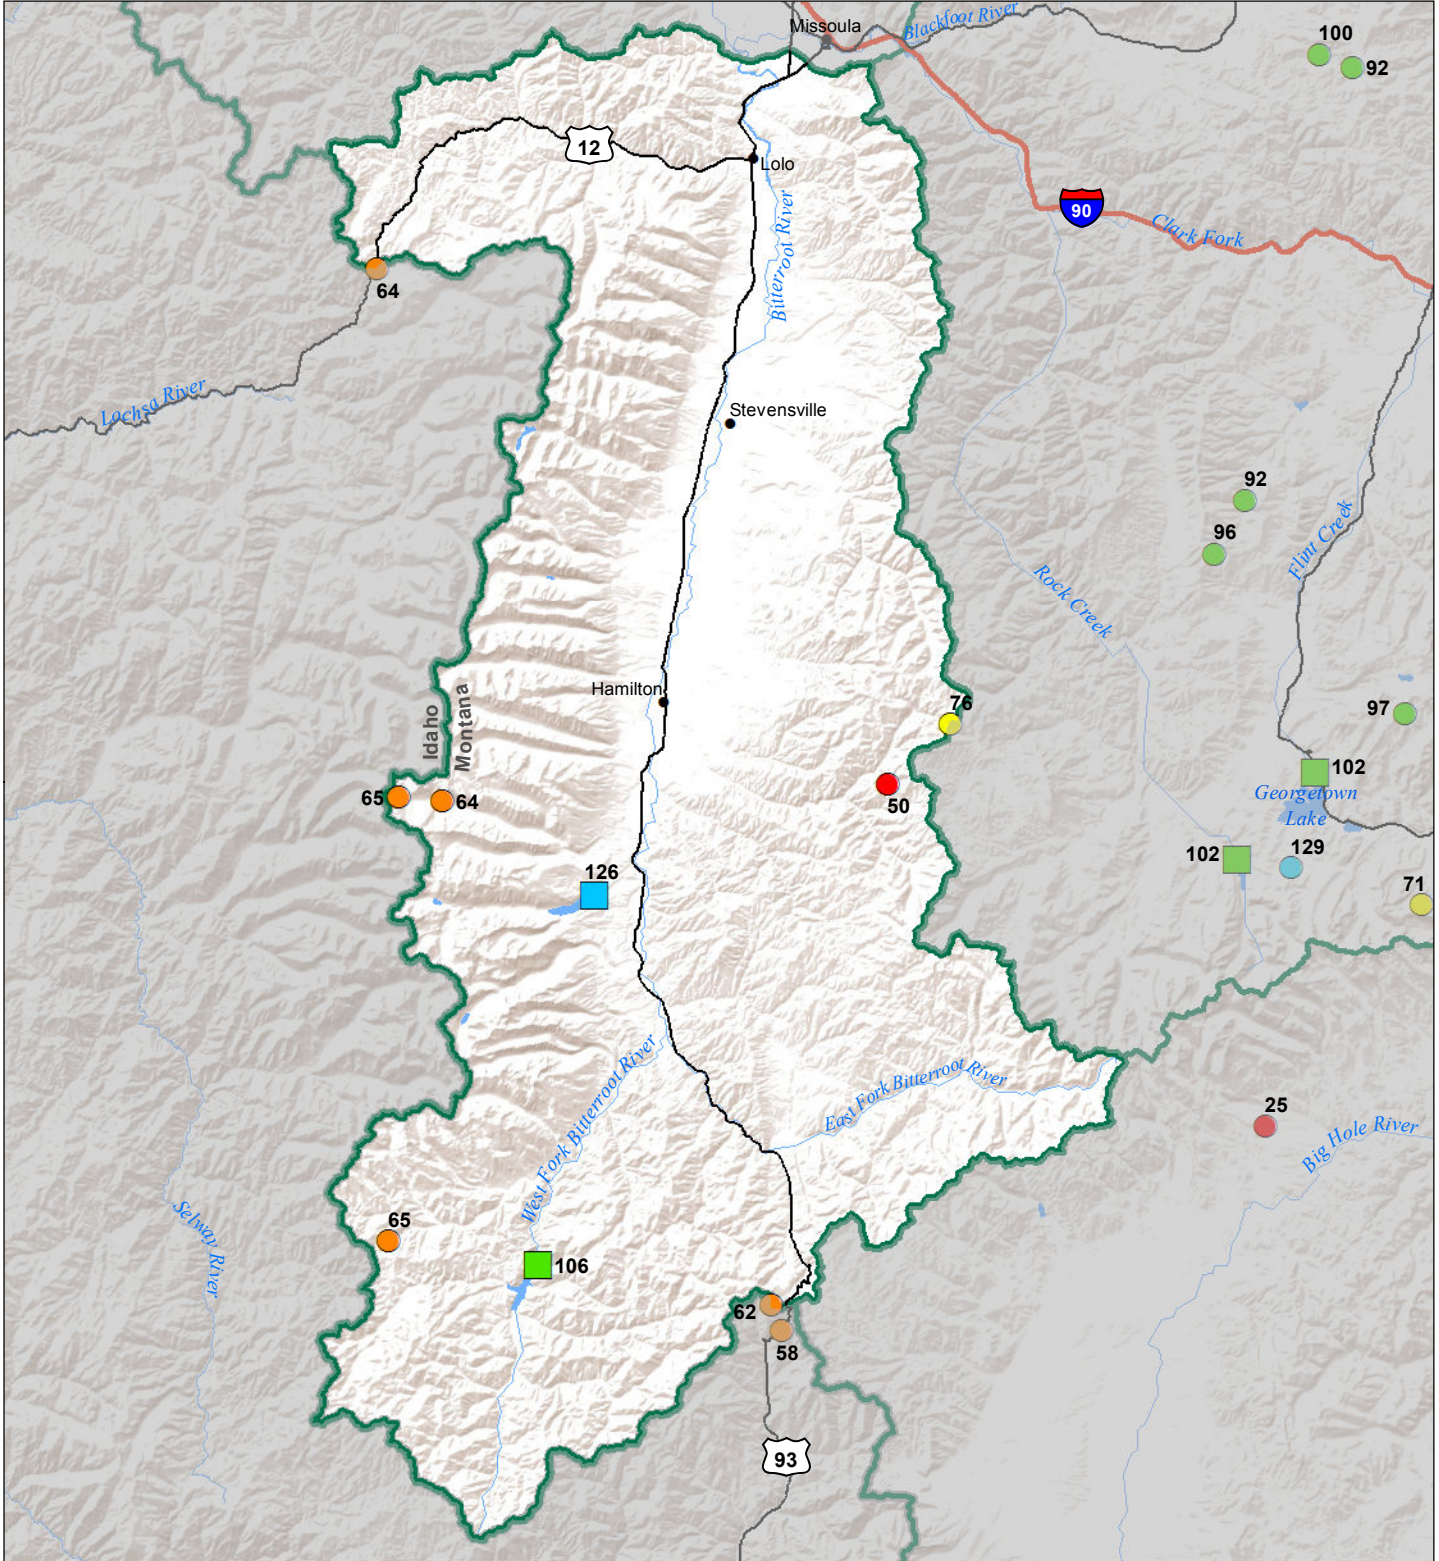 Missoula
Blackfoot River
100
92
12
Lolo
90
Clark Fork
Bitterroot River
64
Lochsa River
Stevensville
92
96
Flint Creek
Rock Creek
Hamilton
Idaho
Montana
76
97
102
Georgetown
Lake
65
64
50
102
129
126
71
West Fork Bitterroot River
East Fork Bitterroot River
25
Big Hole River
Selway River
65
106
62
58
93